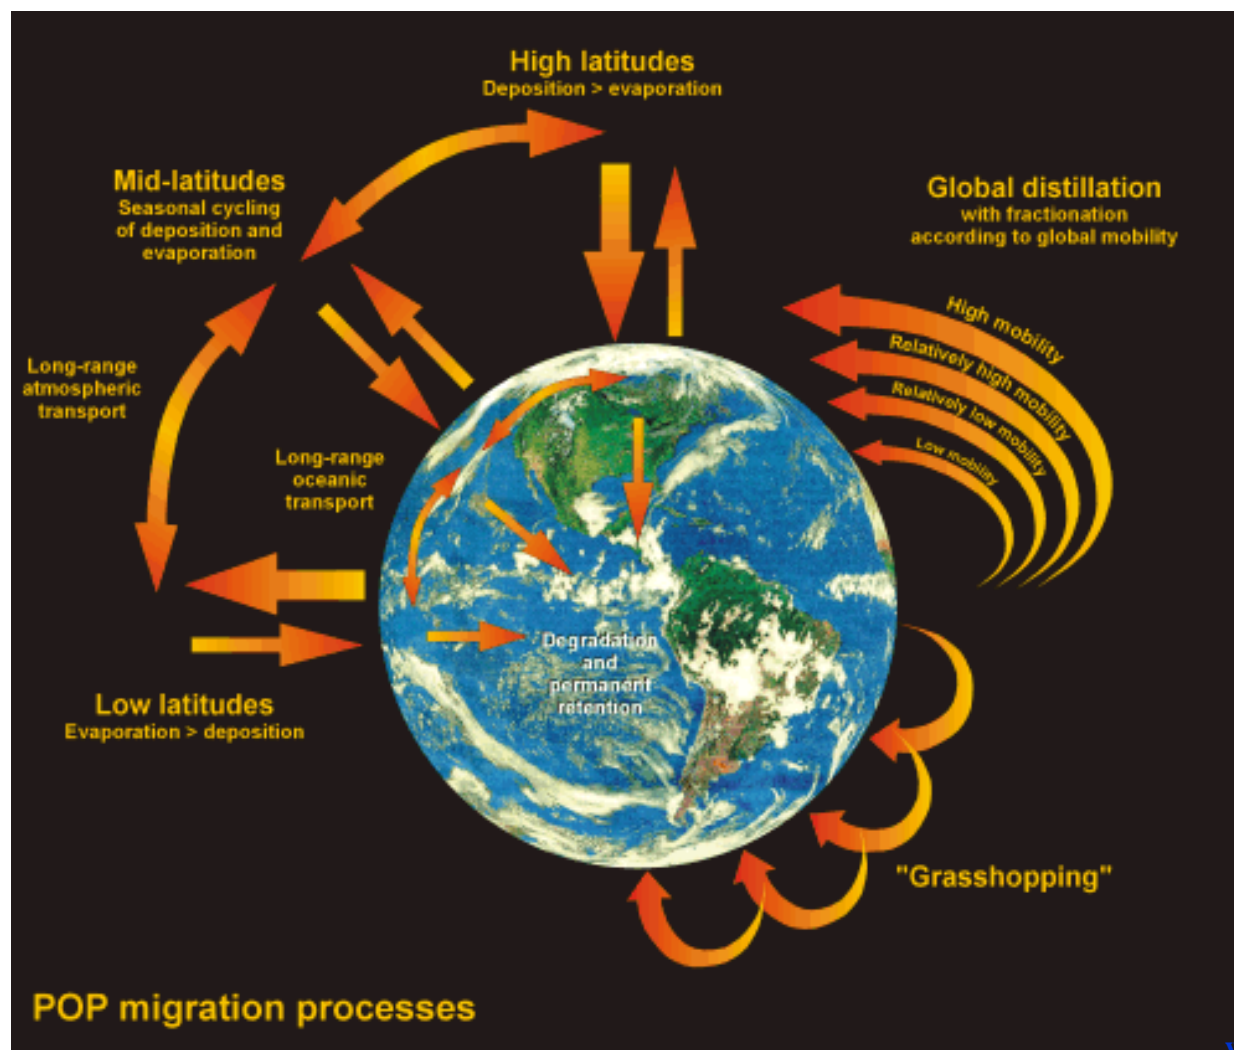 High latitudes
Deposition > evaporation
Mid-latitudes
Seasonal cycling
of deposition and
evaporation
Global distillation
with fractionation
according to global mobility
High mobility
Relatively high mobility
Relatively low mobility
Low mobility
Long-range
atmospheric
transport
Long-range
oceanic
transport
Degradation
and
permanent
retention
Low latitudes
Evaporation > deposition
"Grasshopping"
POP migration processes